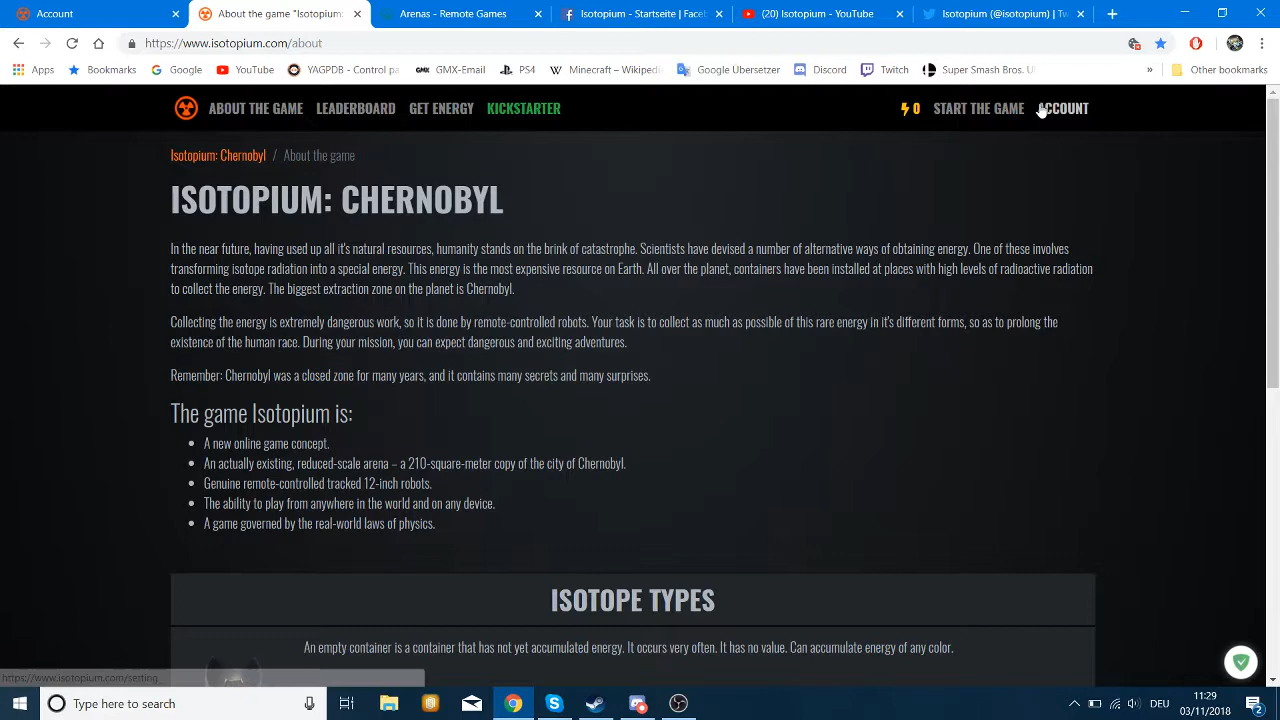 Account
About the game "Isotopium:
Arenas - Remote Games
Isotopium - Startseite | Facel
(20) Isotopium - YouTube
Isotopium (@isotopium) | Tw
https://www.isotopium.com/about
Apps
Bookmarks
Google
YouTube
YAGPDB - Control pa
GMX-Email
PS4
Minecraft – Wikipedi
Google Übersetzer
Discord
Twitch
Super Smash Bros. U
»
Other bookmarks
ABOUT THE GAME
LEADERBOARD
GET ENERGY
KICKSTARTER
0
START THE GAME
ACCOUNT
Isotopium: Chernobyl / About the game
ISOTOPIUM: CHERNOBYL
In the near future, having used up all it's natural resources, humanity stands on the brink of catastrophe. Scientists have devised a number of alternative ways of obtaining energy. One of these involves
transforming isotope radiation into a special energy. This energy is the most expensive resource on Earth. All over the planet, containers have been installed at places with high levels of radioactive radiation
to collect the energy. The biggest extraction zone on the planet is Chernobyl.
Collecting the energy is extremely dangerous work, so it is done by remote-controlled robots. Your task is to collect as much as possible of this rare energy in it's different forms, so as to prolong the
existence of the human race. During your mission, you can expect dangerous and exciting adventures.
Remember: Chernobyl was a closed zone for many years, and it contains many secrets and many surprises.
The game Isotopium is:
A new online game concept.
An actually existing, reduced-scale arena – a 210-square-meter copy of the city of Chernobyl.
Genuine remote-controlled tracked 12-inch robots.
The ability to play from anywhere in the world and on any device.
A game governed by the real-world laws of physics.
ISOTOPE TYPES
An empty container is a container that has not yet accumulated energy. It occurs very often. It has no value. Can accumulate energy of any color.
https://www.isotopium.com/setting
Type here to search
DEU
11:29
03/11/2018
2